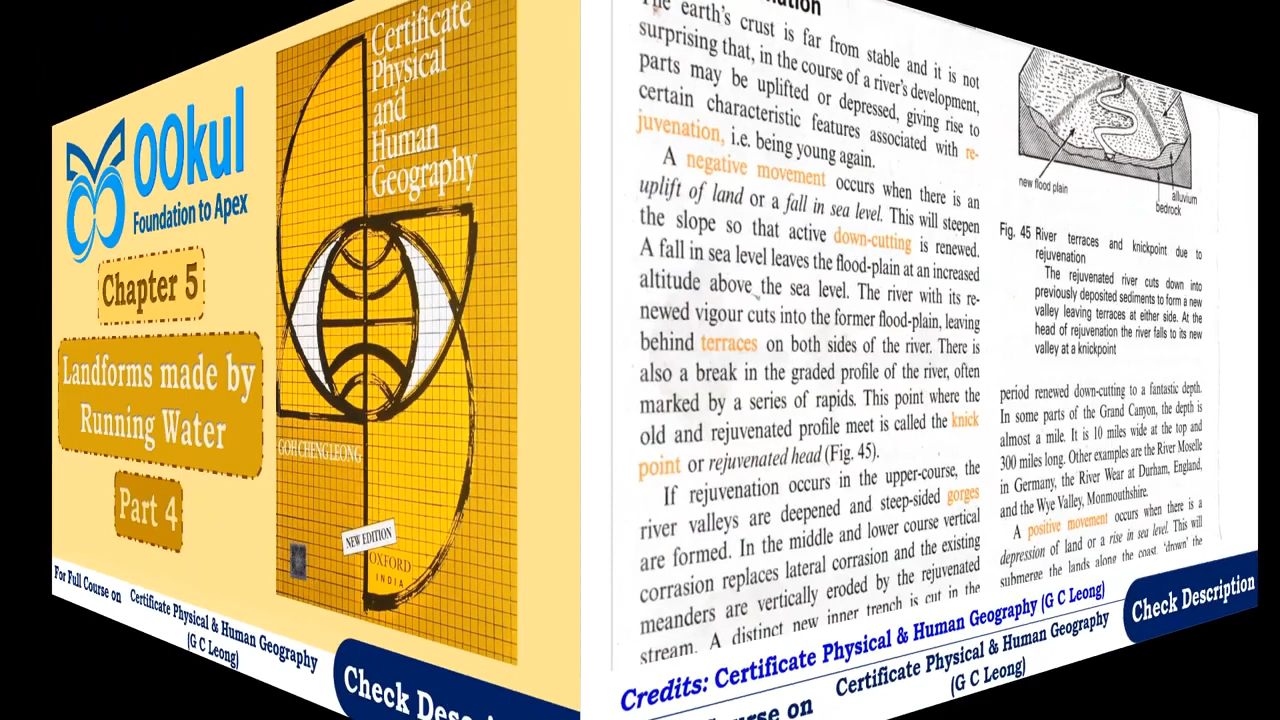 OOkul
Foundation to Apex
Chapter 5
Landforms made by
Running Water
Part 4
Certificate
Physical
and
Human
Geography
GOH CHENG LEONG
NEW EDITION
OXFORD
INDIA
For Full Course on
Certificate Physical & Human Geography
(G C Leong)
Check
The earth's crust is far from stable and it is not
surprising that, in the course of a river's development,
parts may be uplifted or depressed, giving rise to
certain characteristic features associated with re-
juvenation, i.e. being young again.
A negative movement occurs when there is an
uplift of land or a fall in sea level. This will steepen
the slope so that active down-cutting is renewed.
A fall in sea level leaves the flood-plain at an increased
altitude above the sea level. The river with its re-
newed vigour cuts into the former flood-plain, leaving
behind terraces on both sides of the river. There is
also a break in the graded profile of the river, often
marked by a series of rapids. This point where the
old and rejuvenated profile meet is called the knick
point or rejuvenated head (Fig. 45).
If rejuvenation occurs in the upper-course, the
river valleys are deepened and steep-sided gorges
are formed. In the middle and lower course vertical
corrasion replaces lateral corrasion and the existing
meanders are vertically eroded by the rejuvenated
stream. A distinct new inner trench is cut in the
new flood plain
alluvium
bedrock
Fig. 45 River terraces and knickpoint due to
rejuvenation
The rejuvenated river cuts down into
previously deposited sediments to form a new
valley leaving terraces at either side. At the
head of rejuvenation the river falls to its new
valley at a knickpoint
period renewed down-cutting to a fantastic depth.
In some parts of the Grand Canyon, the depth is
almost a mile. It is 10 miles wide at the top and
300 miles long. Other examples are the River Moselle
in Germany, the River Wear at Durham, England,
and the Wye Valley, Monmouthshire.
A positive movement occurs when there is a
depression of land or a rise in sea level. This will
submerge the lands along the coast, 'drown' the
Credits: Certificate Physical & Human Geography (G C Leong)
on
Certificate Physical & Human Geography
(G C Leong)
Check Description